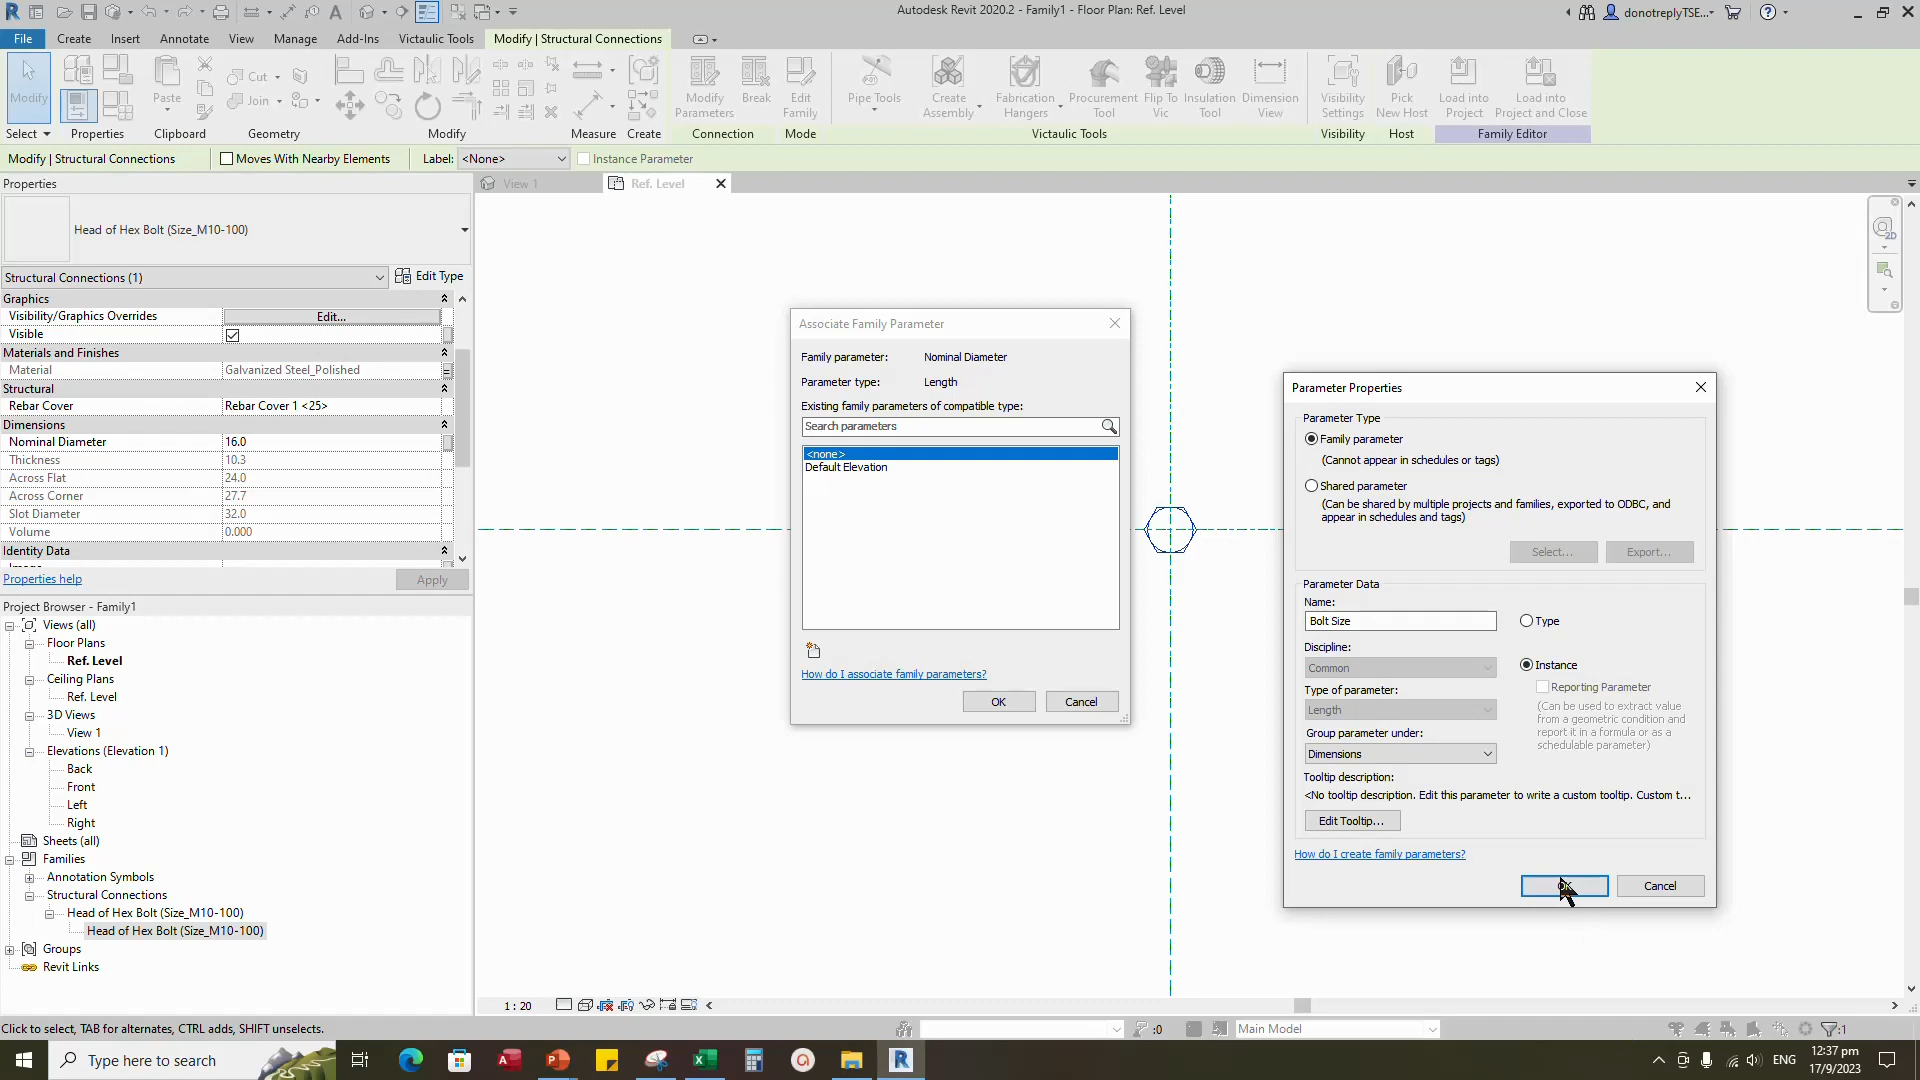 Autodesk Revit 2020.2 - Family1 - Floor Plan: Ref. Level
donotreplyTSE...
File Create Insert Annotate View Manage Add-Ins Victaulic Tools Modify | Structural Connections
Modify
Paste
Cut
Join
Modify Parameters
Break
Edit Family
Pipe Tools
Create Assembly
Fabrication Hangers
Procurement Tool
Flip To Vic
Insulation Tool
Dimension View
Visibility Settings
Pick New Host
Load into Project
Load into Project and Close
Select Properties Clipboard Geometry Modify Measure Create Connection Mode Victaulic Tools Visibility Host Family Editor
Modify | Structural Connections Moves With Nearby Elements Label: <None> Instance Parameter
Properties
View 1
Ref. Level
Head of Hex Bolt (Size_M10-100)
Structural Connections (1)
Edit Type
Graphics
Visibility/Graphics Overrides Edit...
Visible
Materials and Finishes
Material Galvanized Steel_Polished
Structural
Rebar Cover Rebar Cover 1 <25>
Dimensions
Nominal Diameter 16.0
Thickness 10.3
Across Flat 24.0
Across Corner 27.7
Slot Diameter 32.0
Volume 0.000
Identity Data
Properties help
Apply
Project Browser - Family1
Views (all)
Floor Plans
Ref. Level
Ceiling Plans
Ref. Level
3D Views
View 1
Elevations (Elevation 1)
Back
Front
Left
Right
Sheets (all)
Families
Annotation Symbols
Structural Connections
Head of Hex Bolt (Size_M10-100)
Head of Hex Bolt (Size_M10-100)
Groups
Revit Links
Associate Family Parameter
Family parameter: Nominal Diameter
Parameter type: Length
Existing family parameters of compatible type:
Search parameters
<none>
Default Elevation
How do I associate family parameters?
OK
Cancel
Parameter Properties
Parameter Type
Family parameter
(Cannot appear in schedules or tags)
Shared parameter
(Can be shared by multiple projects and families, exported to ODBC, and
appear in schedules and tags)
Select...
Export...
Parameter Data
Name:
Bolt Size
Type
Discipline:
Common
Instance
Reporting Parameter
Type of parameter:
Length
(Can be used to extract value
from a geometric condition and
report it in a formula or as a
schedulable parameter)
Group parameter under:
Dimensions
Tooltip description:
<No tooltip description. Edit this parameter to write a custom tooltip. Custom t...
Edit Tooltip...
How do I create family parameters?
Cancel
1 : 20
Click to select, TAB for alternates, CTRL adds, SHIFT unselects.
:0
Main Model
:1
Type here to search
ENG
12:37 pm
17/9/2023